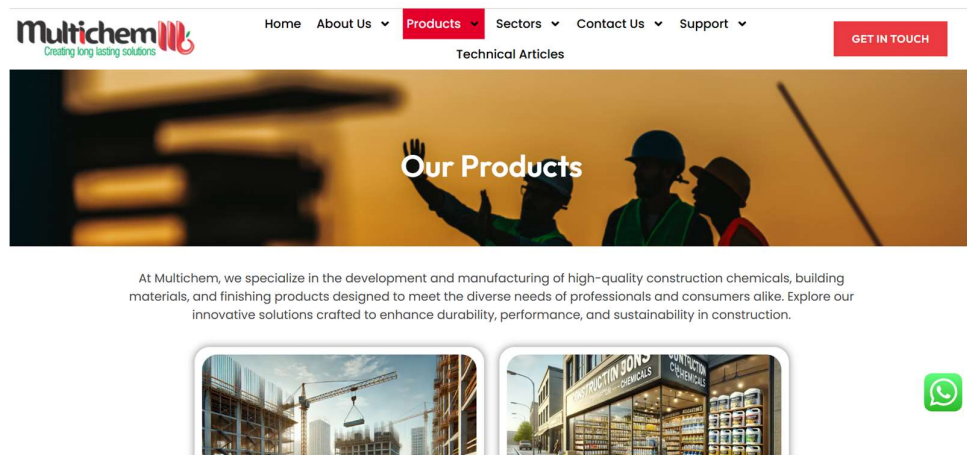 Multichem
Creating long lasting solutions
Home About Us Products Sectors Contact Us Support
Technical Articles
GET IN TOUCH
Our Products
At Multichem, we specialize in the development and manufacturing of high-quality construction chemicals, building
materials, and finishing products designed to meet the diverse needs of professionals and consumers alike. Explore our
innovative solutions crafted to enhance durability, performance, and sustainability in construction.
CHEMICALS